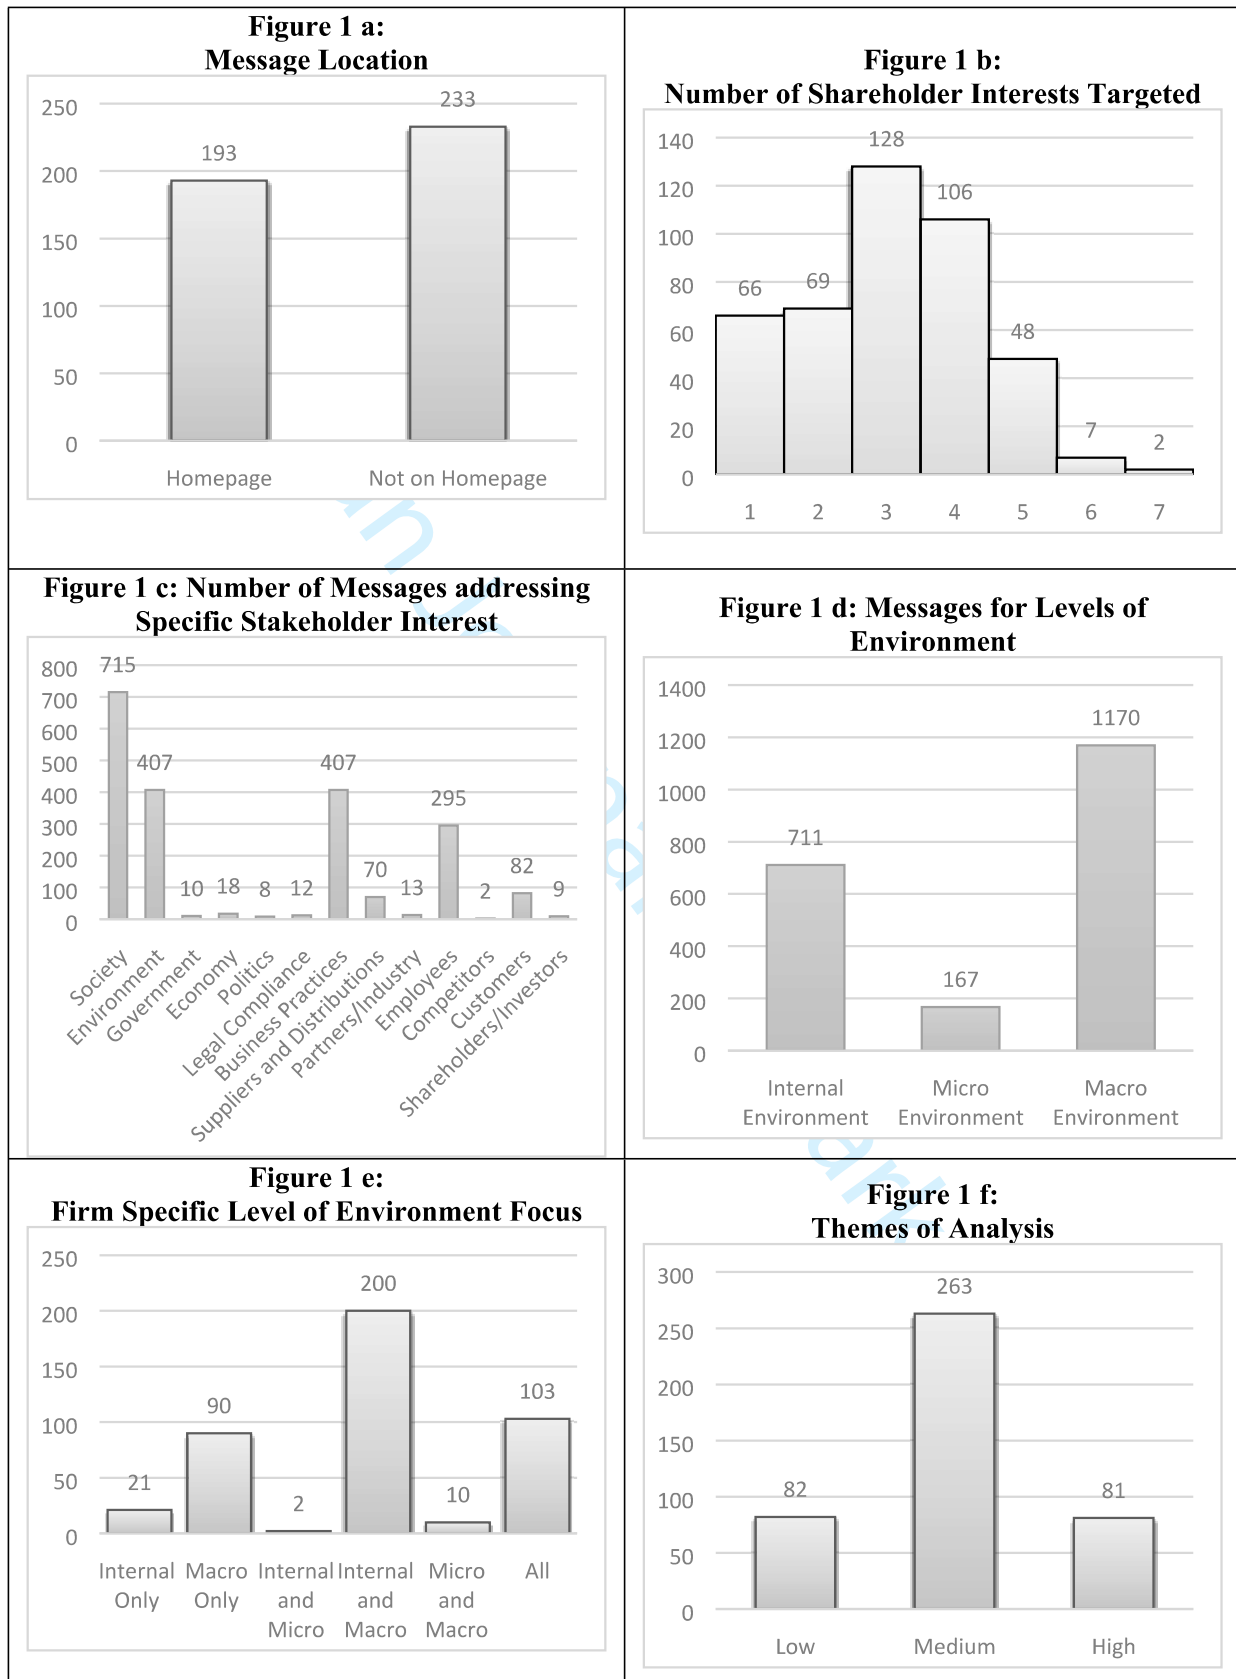 Figure 1 a:
Message Location
250
200
150
100
50
0
193
233
Homepage
Not on Homepage
Figure 1 b:
Number of Shareholder Interests Targeted
140
120
100
80
60
40
20
0
66
69
128
106
48
7
2
1 2 3 4 5 6 7
Figure 1 c: Number of Messages addressing
Specific Stakeholder Interest
800
700
600
500
400
300
200
100
0
715
407
10
18
8
12
407
70
13
295
2
82
9
Society
Environment
Government
Economy
Politics
Legal Compliance
Business Practices
Suppliers and Distributions
Partners/Industry
Employees
Competitors
Customers
Shareholders/Investors
Figure 1 d: Messages for Levels of
Environment
1400
1200
1000
800
600
400
200
0
711
167
1170
Internal
Environment
Micro
Environment
Macro
Environment
Figure 1 e:
Firm Specific Level of Environment Focus
250
200
150
100
50
0
21
90
2
200
10
103
Internal
Only
Macro
Only
Internal
and
Micro
Internal
and
Macro
Micro
and
Macro
All
Figure 1 f:
Themes of Analysis
300
250
200
150
100
50
0
82
263
81
Low
Medium
High